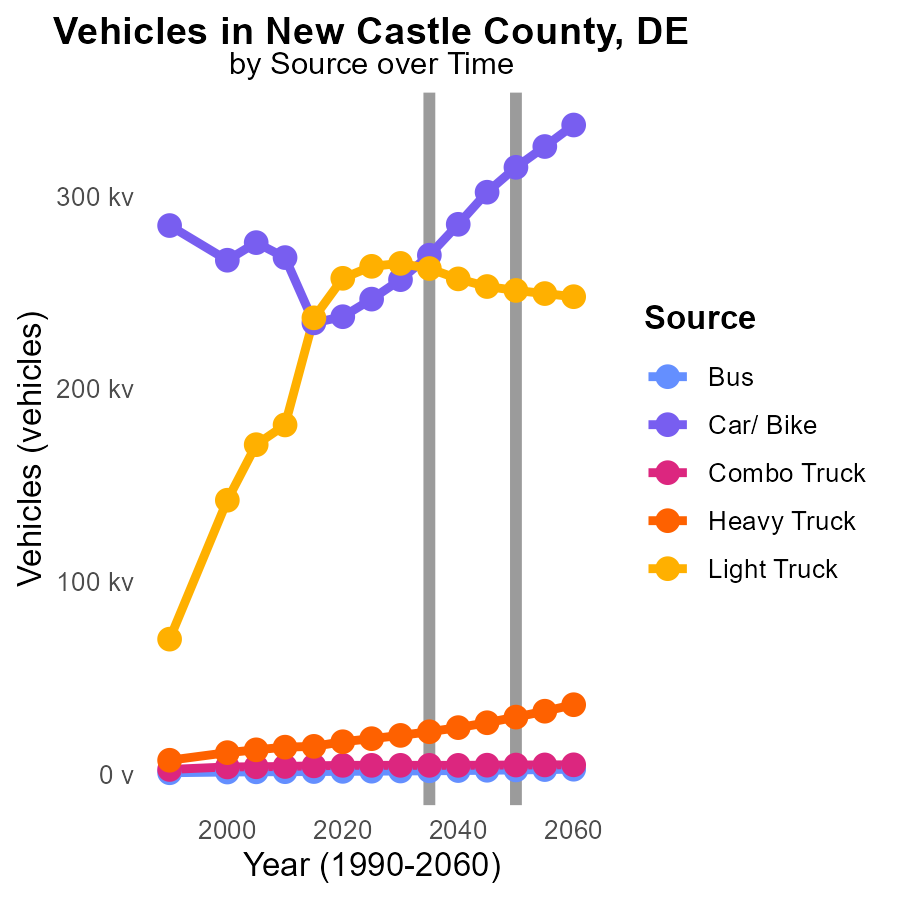 Vehicles in New Castle County, DE
by Source over Time
Vehicles (vehicles)
300 kv
200 kv
100 kv
0 v
2000 2020 2040 2060
Year (1990-2060)
Source
Bus
Car/ Bike
Combo Truck
Heavy Truck
Light Truck